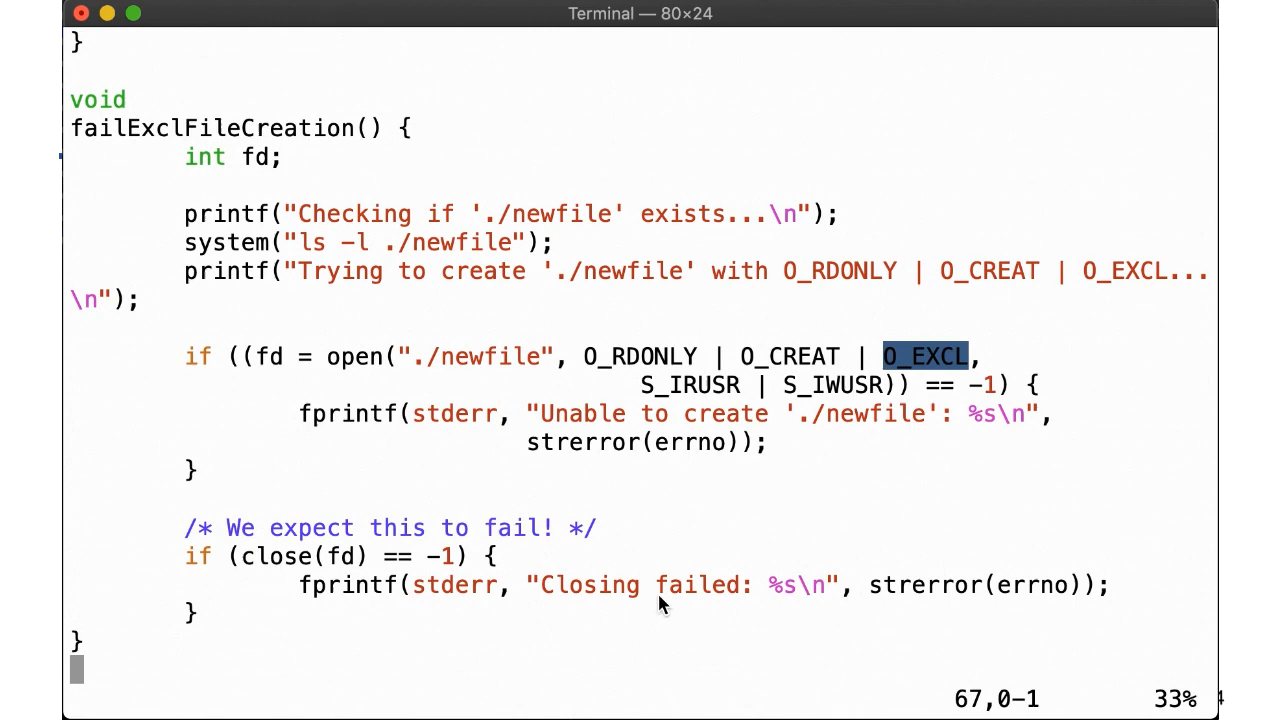 Terminal — 80×24
}
void
failExclFileCreation() {
int fd;
printf("Checking if './newfile' exists...\n");
system("ls -l ./newfile");
printf("Trying to create './newfile' with O_RDONLY | O_CREAT | O_EXCL...
\n");
if ((fd = open("./newfile", O_RDONLY | O_CREAT | O_EXCL,
S_IRUSR | S_IWUSR)) == -1) {
fprintf(stderr, "Unable to create './newfile': %s\n",
strerror(errno));
}
/* We expect this to fail! */
if (close(fd) == -1) {
fprintf(stderr, "Closing failed: %s\n", strerror(errno));
}
}
67,0-1 33%